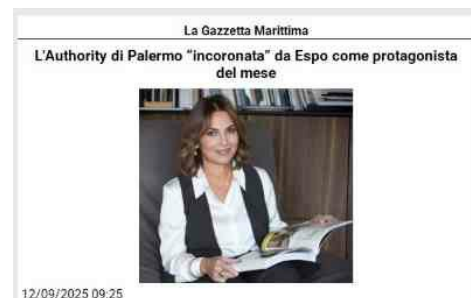 La Gazzetta Marittima
L'Authority di Palermo “incoronata” da Espo come protagonista
del mese
12/09/2025 09:25